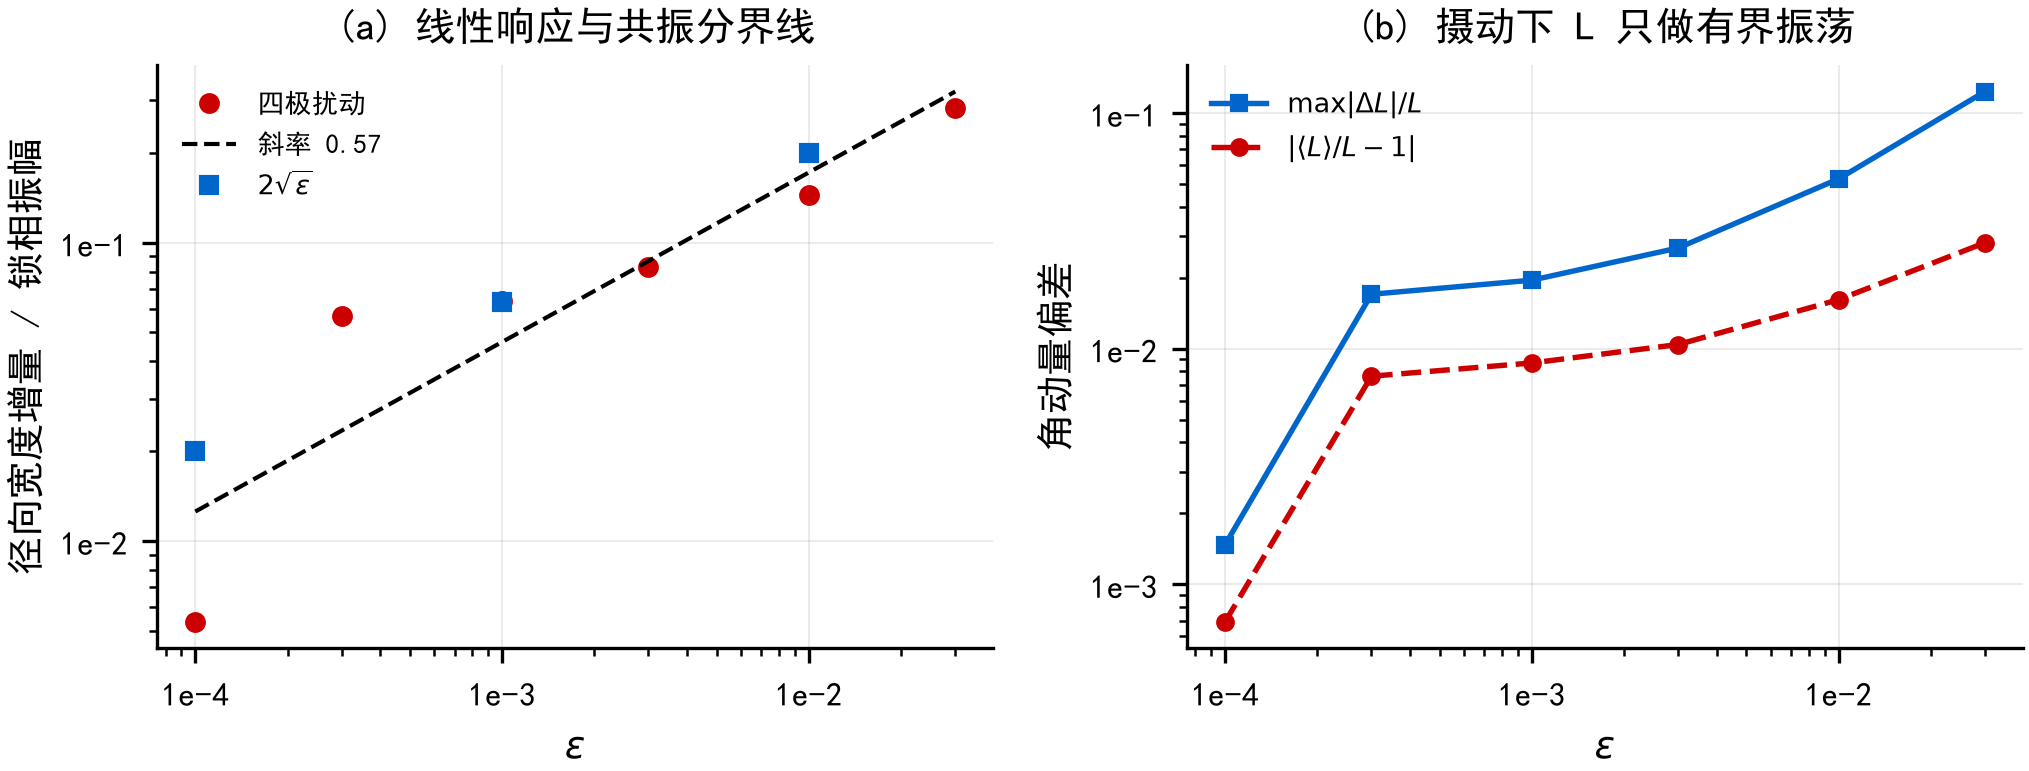 (a) 线性响应与共振分界线
四极扰动
斜率 0.57
2√ε
径向宽度增量 / 锁相振幅
1e−1
1e−2
1e−4
1e−3
1e−2
ε
(b) 摄动下 L 只做有界振荡
max|ΔL|/L
|⟨L⟩/L − 1|
角动量偏差
1e−1
1e−2
1e−3
1e−4
1e−3
1e−2
ε